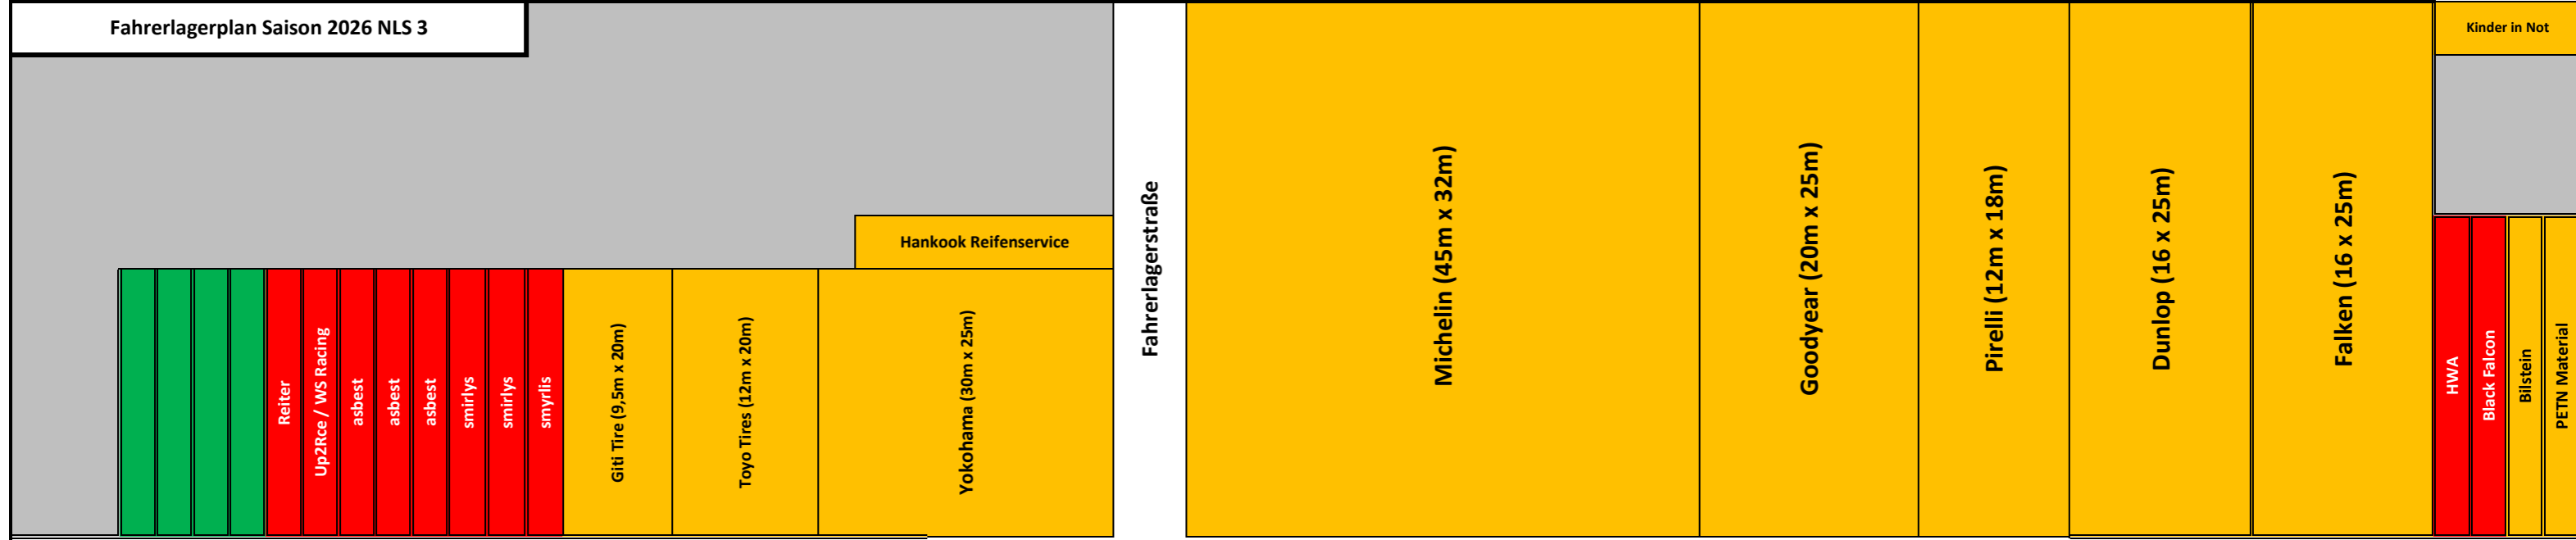 Fahrerlagerplan Saison 2026 NLS 3
Kinder in Not
Hankook Reifenservice
Reiter
Up2Rce / WS Racing
asbest
asbest
asbest
smirlys
smirlys
smyrlis
Giti Tire (9,5m x 20m)
Toyo Tires (12m x 20m)
Yokohama (30m x 25m)
Fahrerlagerstraße
Michelin (45m x 32m)
Goodyear (20m x 25m)
Pirelli (12m x 18m)
Dunlop (16 x 25m)
Falken (16 x 25m)
HWA
Black Falcon
Bilstein
PETN Material